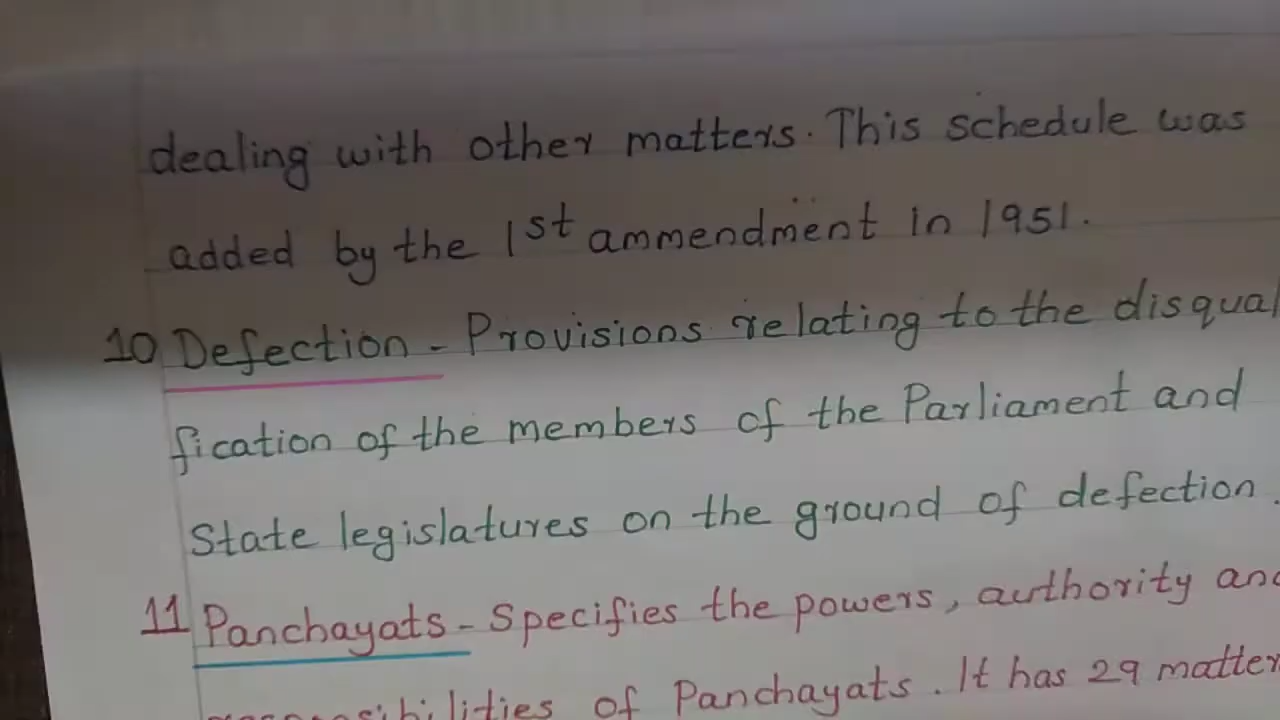 dealing with other matters. This schedule was
added by the 1st ammendment in 1951.
10 Defection - Provisions relating to the disqual
fication of the members of the Parliament and
State legislatures on the ground of defection.
11 Panchayats - Specifies the powers, authority and
responsibilities of Panchayats. It has 29 matter